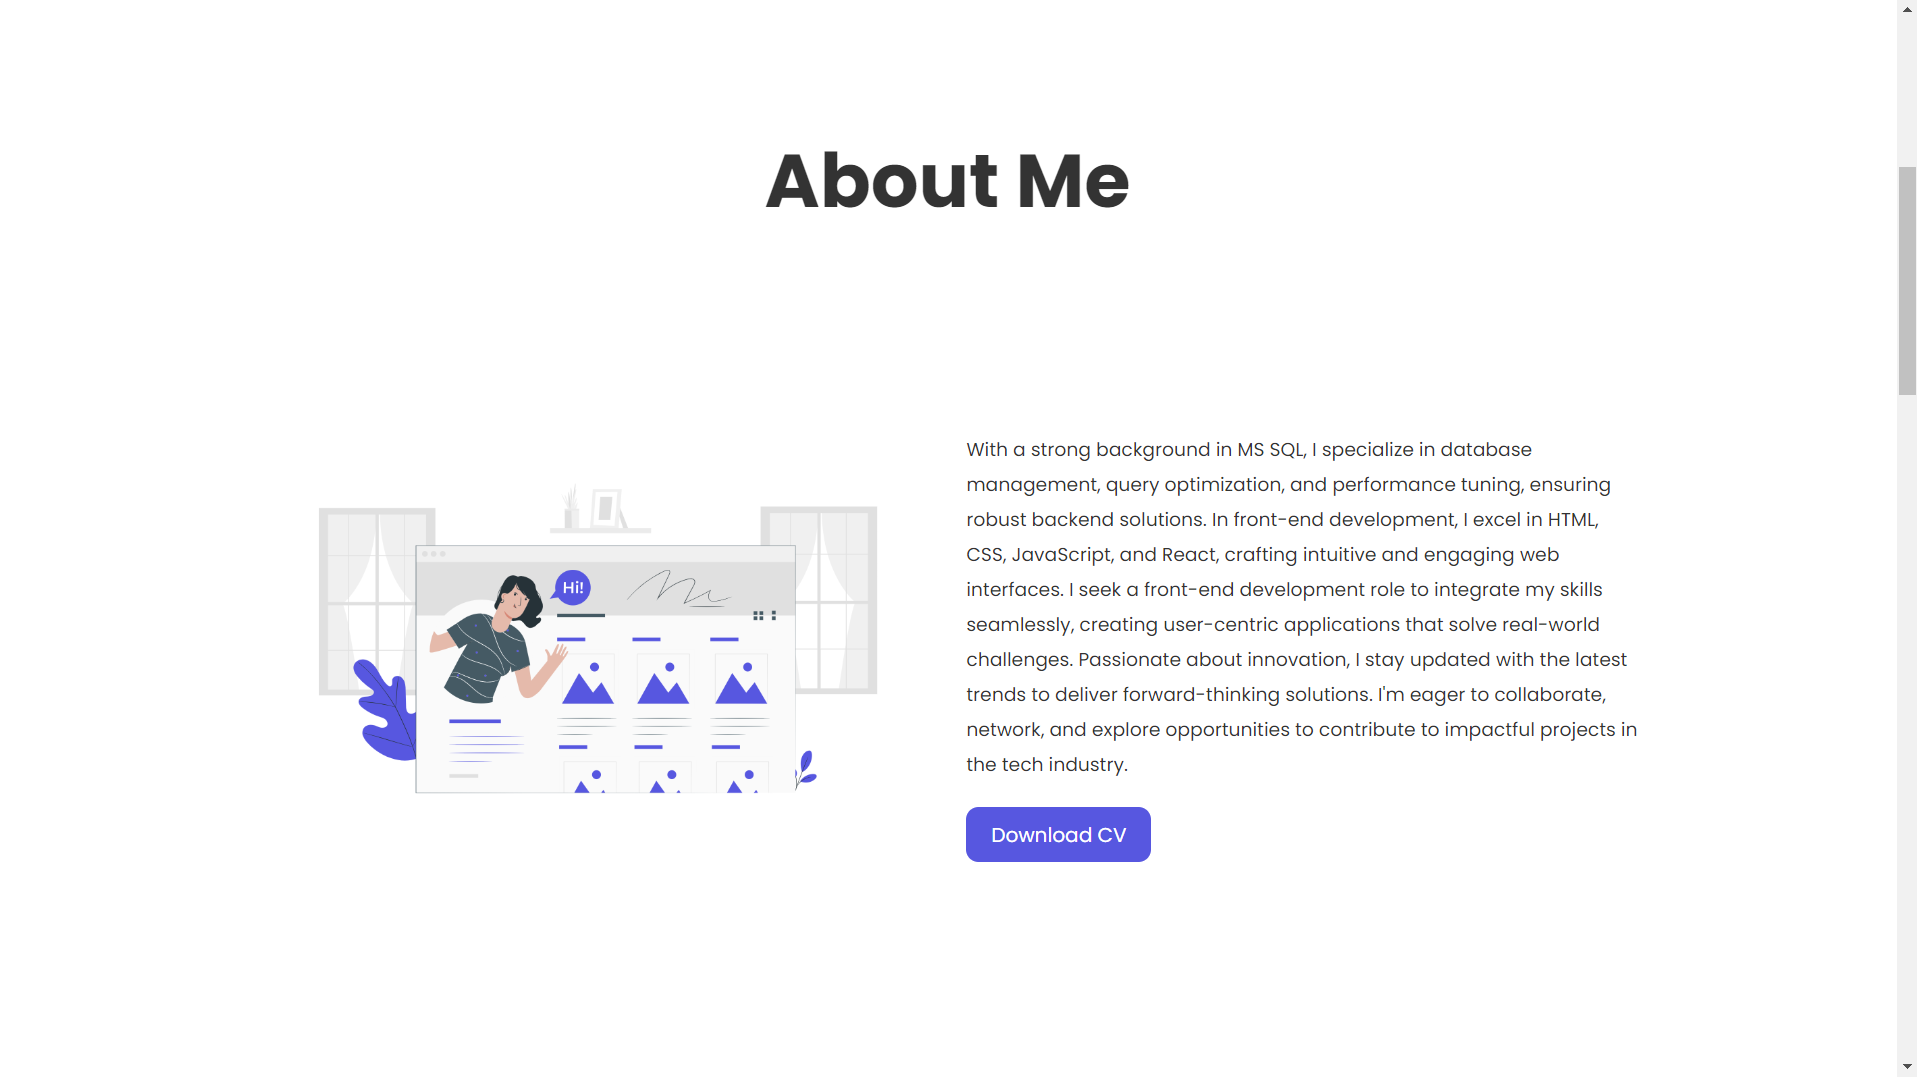 About Me
Hi!
With a strong background in MS SQL, I specialize in database
management, query optimization, and performance tuning, ensuring
robust backend solutions. In front-end development, I excel in HTML,
CSS, JavaScript, and React, crafting intuitive and engaging web
interfaces. I seek a front-end development role to integrate my skills
seamlessly, creating user-centric applications that solve real-world
challenges. Passionate about innovation, I stay updated with the latest
trends to deliver forward-thinking solutions. I'm eager to collaborate,
network, and explore opportunities to contribute to impactful projects in
the tech industry.
Download CV